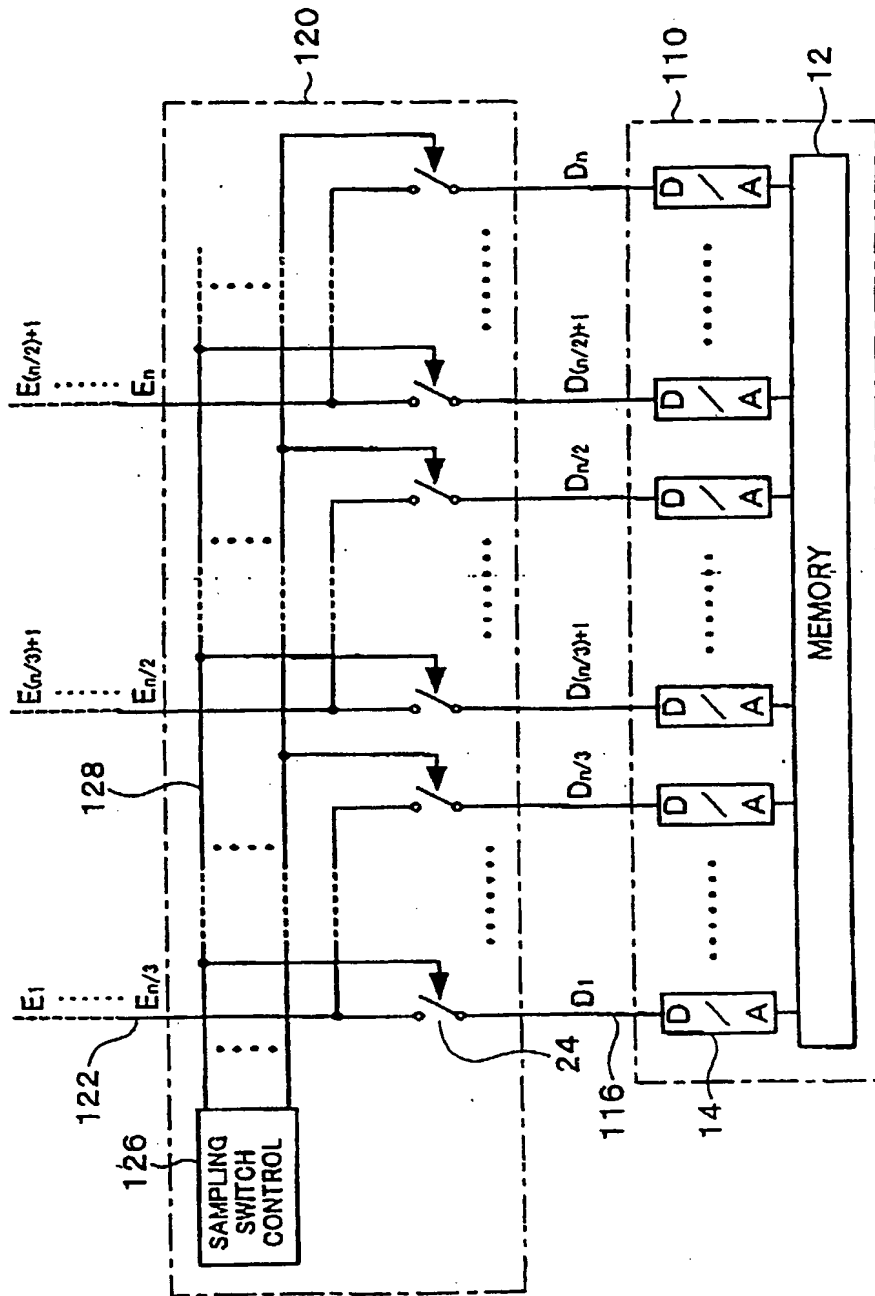 E1 ...... En/3
E(n/3)+1 ...... En/2
E(n/2)+1 ...... En
122
128
120
126
SAMPLING
SWITCH
CONTROL
24
D1
Dn/3
D(n/3)+1
Dn/2
D(n/2)+1
Dn
116
110
14
D / A
D / A
D / A
D / A
D / A
D / A
12
MEMORY